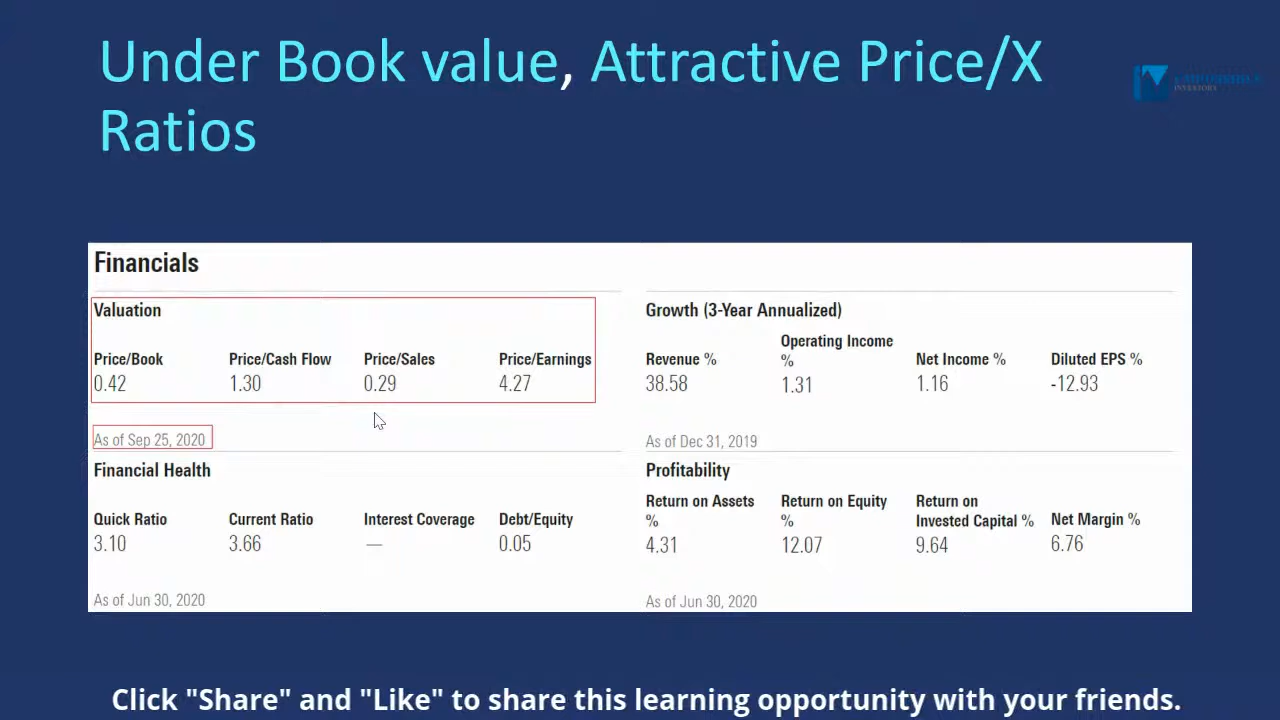 Under Book value, Attractive Price/X
Ratios
Financials
Valuation
Price/Book Price/Cash Flow Price/Sales Price/Earnings
0.42 1.30 0.29 4.27
As of Sep 25, 2020
Growth (3-Year Annualized)
Revenue % Operating Income % Net Income % Diluted EPS %
38.58 1.31 1.16 -12.93
As of Dec 31, 2019
Financial Health
Quick Ratio Current Ratio Interest Coverage Debt/Equity
3.10 3.66 — 0.05
As of Jun 30, 2020
Profitability
Return on Assets % Return on Equity % Return on Invested Capital % Net Margin %
4.31 12.07 9.64 6.76
As of Jun 30, 2020
Click "Share" and "Like" to share this learning opportunity with your friends.